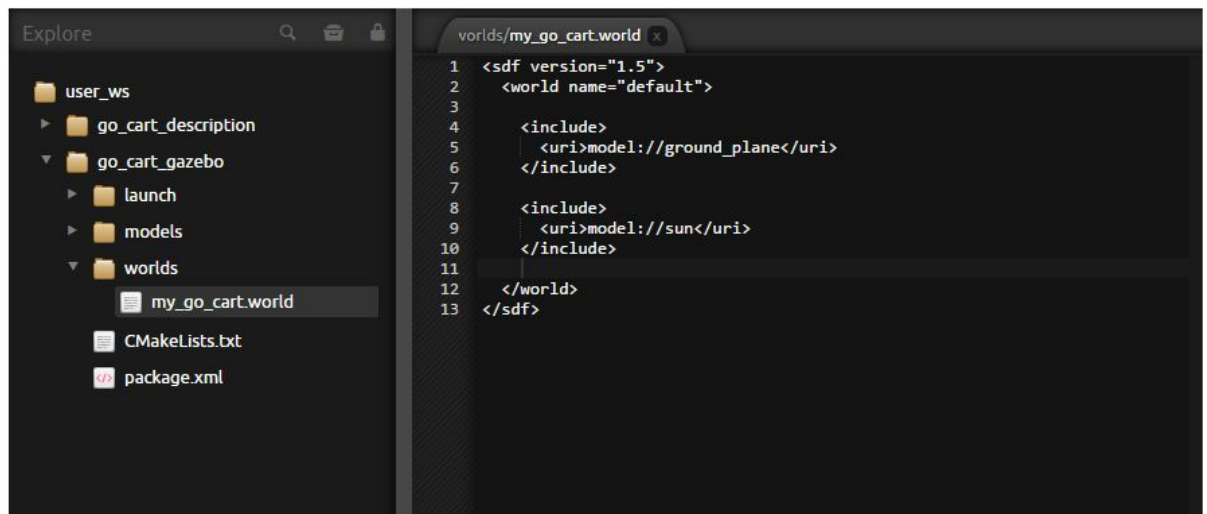 Explore
user_ws
go_cart_description
go_cart_gazebo
launch
models
worlds
my_go_cart.world
CMakeLists.txt
package.xml
vorlds/my_go_cart.world x
1 <sdf version="1.5">
2   <world name="default">
3
4     <include>
5       <uri>model://ground_plane</uri>
6     </include>
7
8     <include>
9       <uri>model://sun</uri>
10     </include>
11
12   </world>
13 </sdf>